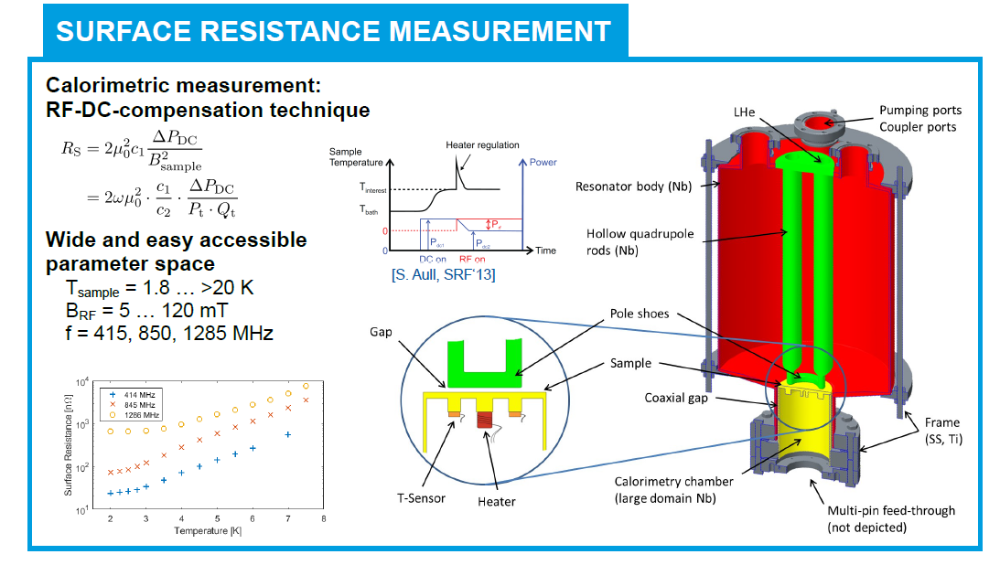 SURFACE RESISTANCE MEASUREMENT
Calorimetric measurement:
RF-DC-compensation technique
R_S = 2μ_0^2 c_1 ΔP_DC / B_sample^2
= 2ωμ_0^2 · c_1 / c_2 · ΔP_DC / P_t · Q_t
Wide and easy accessible
parameter space
T_sample = 1.8 … >20 K
B_RF = 5 … 120 mT
f = 415, 850, 1285 MHz
Sample
Temperature
Heater regulation
Power
T_interest
T_bath
0
0
P_dc1
P_rf
P_dc2
Time
DC on
RF on
[S. Aull, SRF'13]
10^4
10^3
10^2
10^1
Surface Resistance [nΩ]
414 MHz
845 MHz
1286 MHz
2 3 4 5 6 7 8
Temperature [K]
Gap
T-Sensor
Heater
LHe
Pumping ports
Coupler ports
Resonator body (Nb)
Hollow quadrupole
rods (Nb)
Pole shoes
Sample
Coaxial gap
Calorimetry chamber
(large domain Nb)
Frame
(SS, Ti)
Multi-pin feed-through
(not depicted)